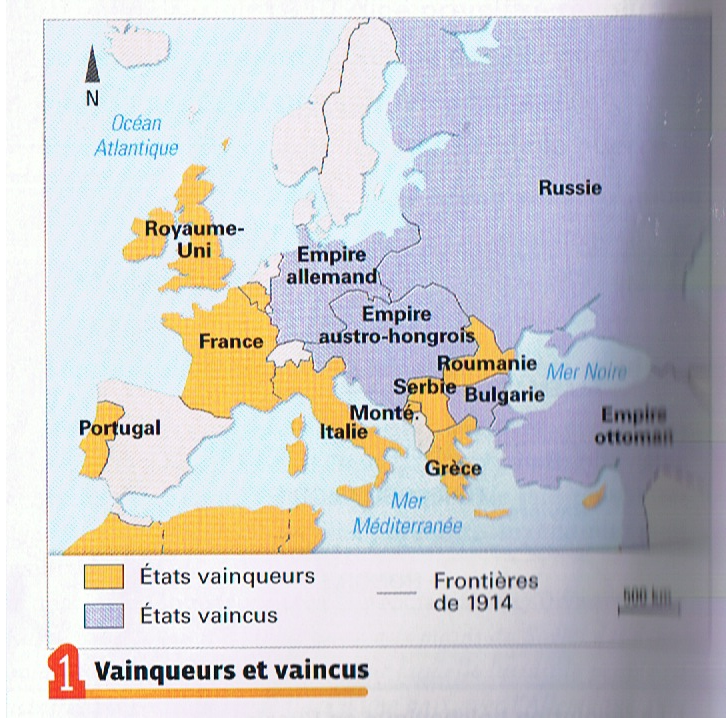 N
Océan
Atlantique
Russie
Royaume-
Uni
Empire
allemand
Empire
austro-hongrois
France
Roumanie
Mer Noire
Serbie
Bulgarie
Monté.
Portugal
Italie
Empire
ottoman
Grèce
Mer
Méditerranée
États vainqueurs
États vaincus
Frontières
de 1914
500 km
1 Vainqueurs et vaincus